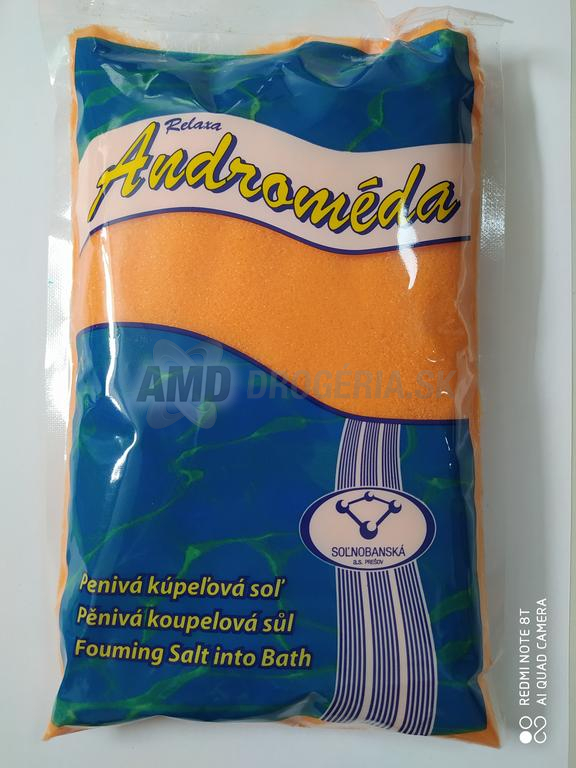 Relaxa
Androméda
AMD DROGERIA.SK
SOĽNOBANSKÁ
a.s. PREŠOV
Penivá kúpeľová soľ
Pěnivá koupelová sůl
Fouming Salt into Bath
REDMI NOTE 8T
AI QUAD CAMERA